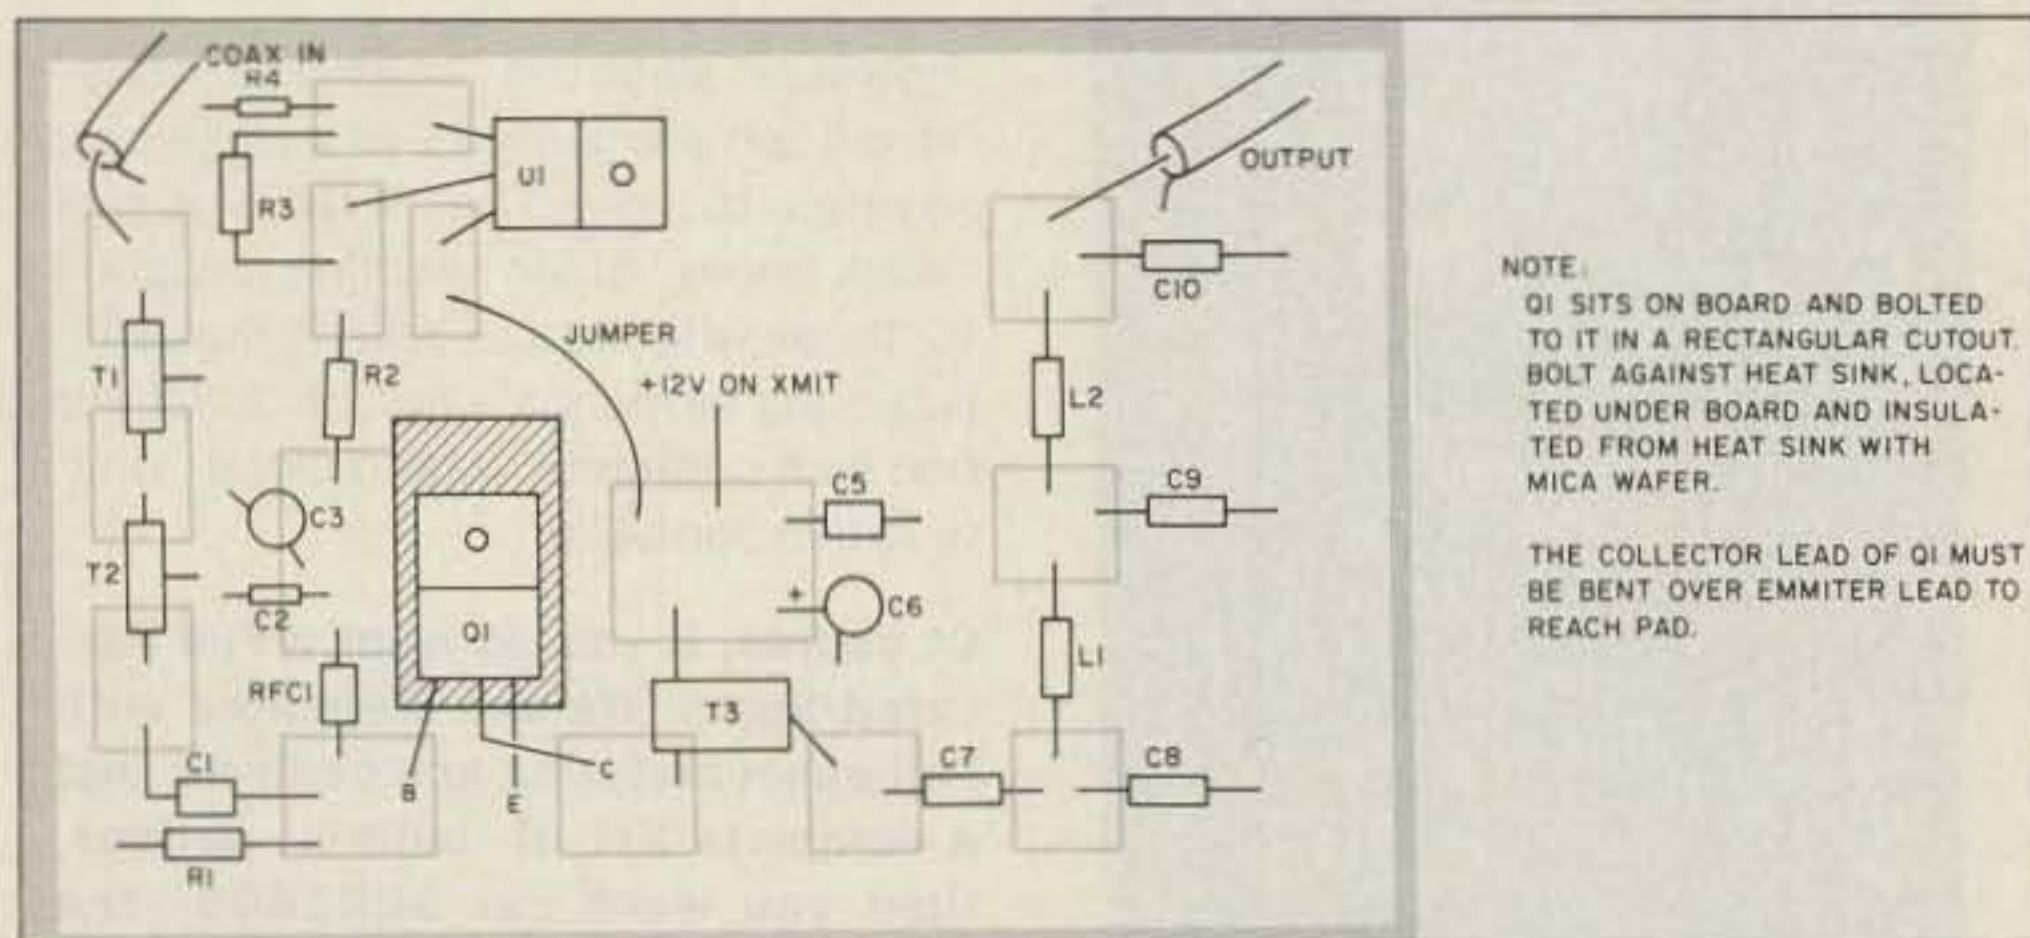 COAX IN
R4
R3
U1
OUTPUT
C10
JUMPER
+12V ON XMIT
T1
R2
L2
C3
C5
C9
T2
C2
Q1
+
C6
RFC1
T3
L1
C1
B
E
C
C7
C8
R1
NOTE:
Q1 SITS ON BOARD AND BOLTED
TO IT IN A RECTANGULAR CUTOUT.
BOLT AGAINST HEAT SINK, LOCA-
TED UNDER BOARD AND INSULA-
TED FROM HEAT SINK WITH
MICA WAFER.
THE COLLECTOR LEAD OF Q1 MUST
BE BENT OVER EMMITER LEAD TO
REACH PAD.